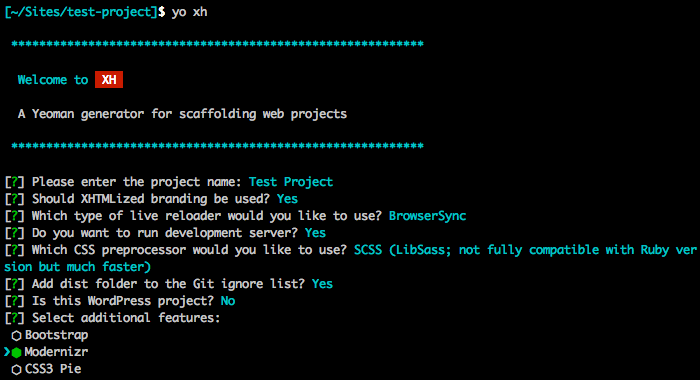 [~/Sites/test-project]$ yo xh
***********************************************************
Welcome to XH
A Yeoman generator for scaffolding web projects
***********************************************************
[?] Please enter the project name: Test Project
[?] Should XHTMLized branding be used? Yes
[?] Which type of live reloader would you like to use? BrowserSync
[?] Do you want to run development server? Yes
[?] Which CSS preprocessor would you like to use? SCSS (LibSass; not fully compatible with Ruby ver
sion but much faster)
[?] Add dist folder to the Git ignore list? Yes
[?] Is this WordPress project? No
[?] Select additional features:
⬡ Bootstrap
❯⬢ Modernizr
⬡ CSS3 Pie